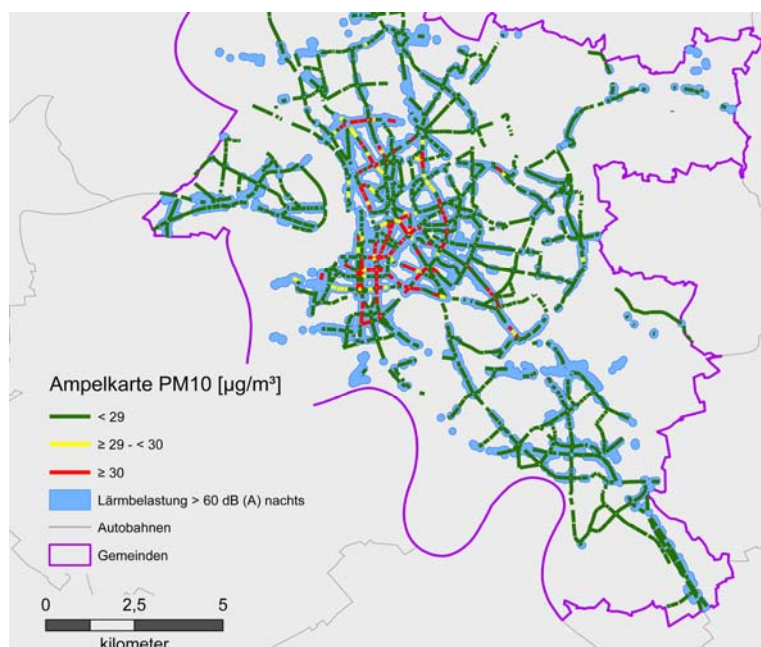 Ampelkarte PM10 [µg/m³]
< 29
≥ 29 - < 30
≥ 30
Lärmbelastung > 60 dB (A) nachts
Autobahnen
Gemeinden
0 2,5 5
kilometer